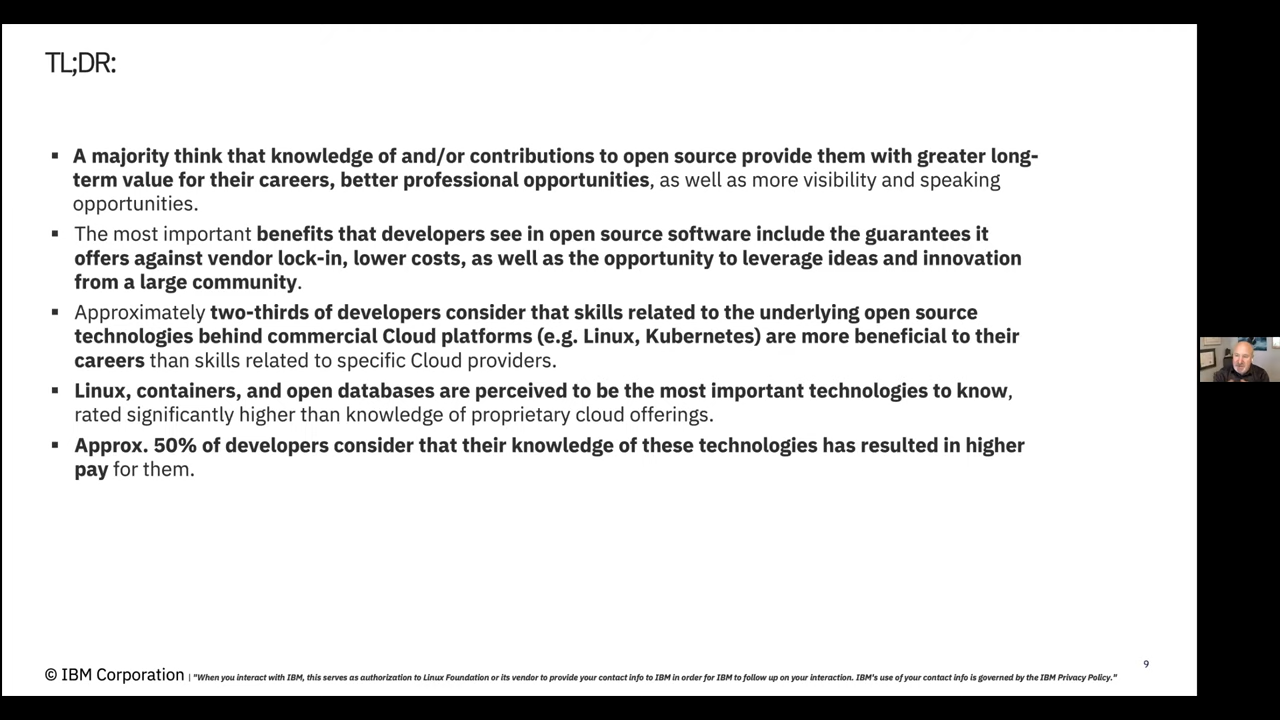 TL;DR:
▪ A majority think that knowledge of and/or contributions to open source provide them with greater long-
term value for their careers, better professional opportunities, as well as more visibility and speaking
opportunities.
▪ The most important benefits that developers see in open source software include the guarantees it
offers against vendor lock-in, lower costs, as well as the opportunity to leverage ideas and innovation
from a large community.
▪ Approximately two-thirds of developers consider that skills related to the underlying open source
technologies behind commercial Cloud platforms (e.g. Linux, Kubernetes) are more beneficial to their
careers than skills related to specific Cloud providers.
▪ Linux, containers, and open databases are perceived to be the most important technologies to know,
rated significantly higher than knowledge of proprietary cloud offerings.
▪ Approx. 50% of developers consider that their knowledge of these technologies has resulted in higher
pay for them.
9
© IBM Corporation | "When you interact with IBM, this serves as authorization to Linux Foundation or its vendor to provide your contact info to IBM in order for IBM to follow up on your interaction. IBM's use of your contact info is governed by the IBM Privacy Policy."